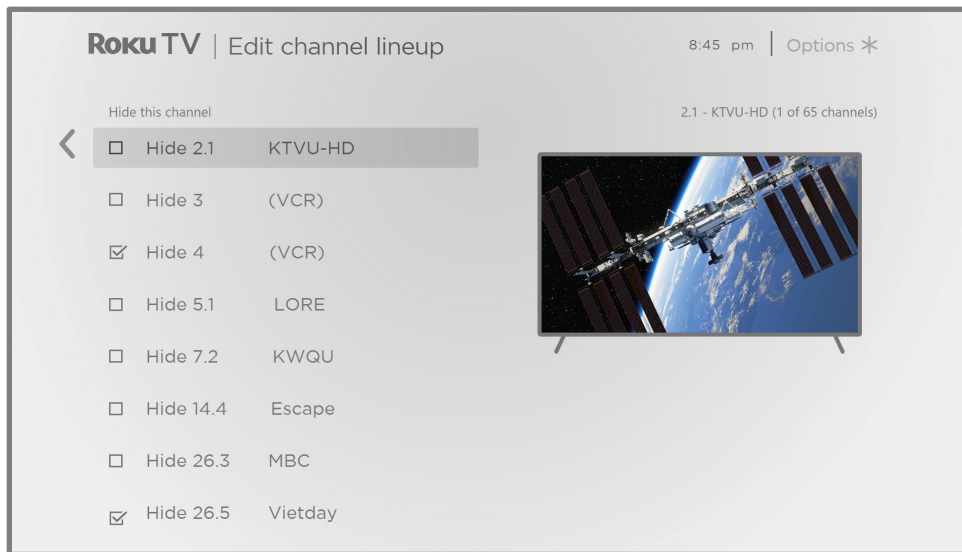 Roku TV | Edit channel lineup
8:45 pm | Options *
Hide this channel
2.1 - KTVU-HD (1 of 65 channels)
Hide 2.1 KTVU-HD
Hide 3 (VCR)
Hide 4 (VCR)
Hide 5.1 LORE
Hide 7.2 KWQU
Hide 14.4 Escape
Hide 26.3 MBC
Hide 26.5 Vietday